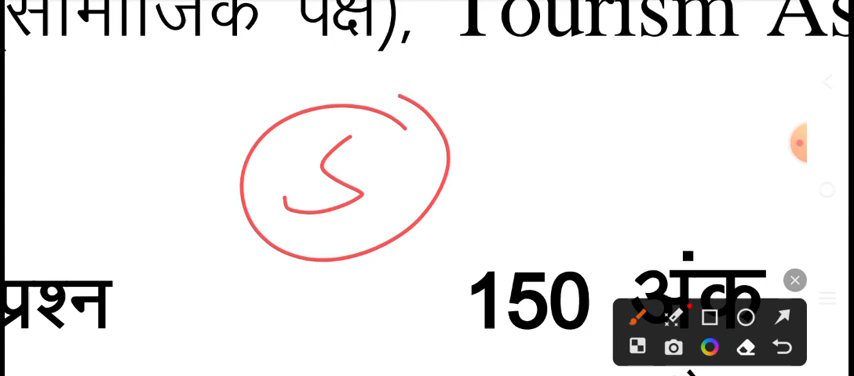 (सामाजिक पक्ष), Tourism As
S
प्रश्न 150 अंक